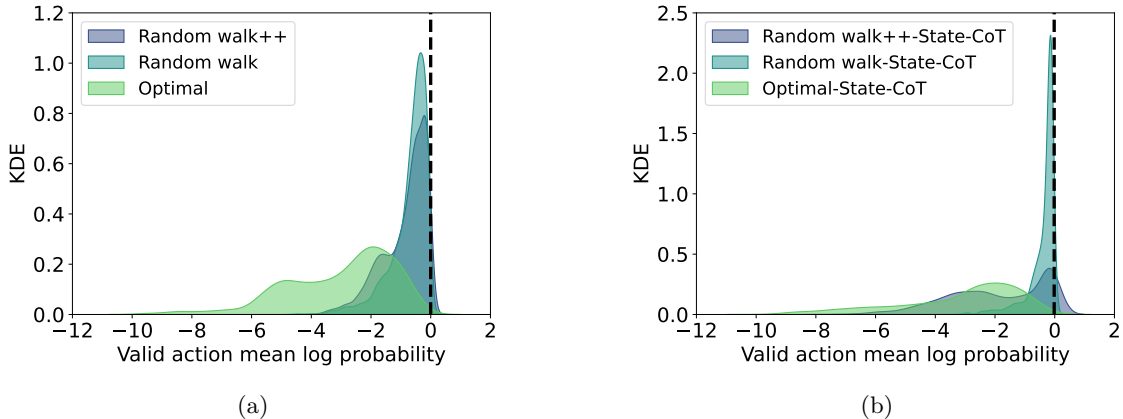 1.2
1.0
0.8
0.6
0.4
0.2
0.0
KDE
Random walk++
Random walk
Optimal
−12 −10 −8 −6 −4 −2 0 2
Valid action mean log probability
(a)
2.5
2.0
1.5
1.0
0.5
0.0
KDE
Random walk++-State-CoT
Random walk-State-CoT
Optimal-State-CoT
−12 −10 −8 −6 −4 −2 0 2
Valid action mean log probability
(b)